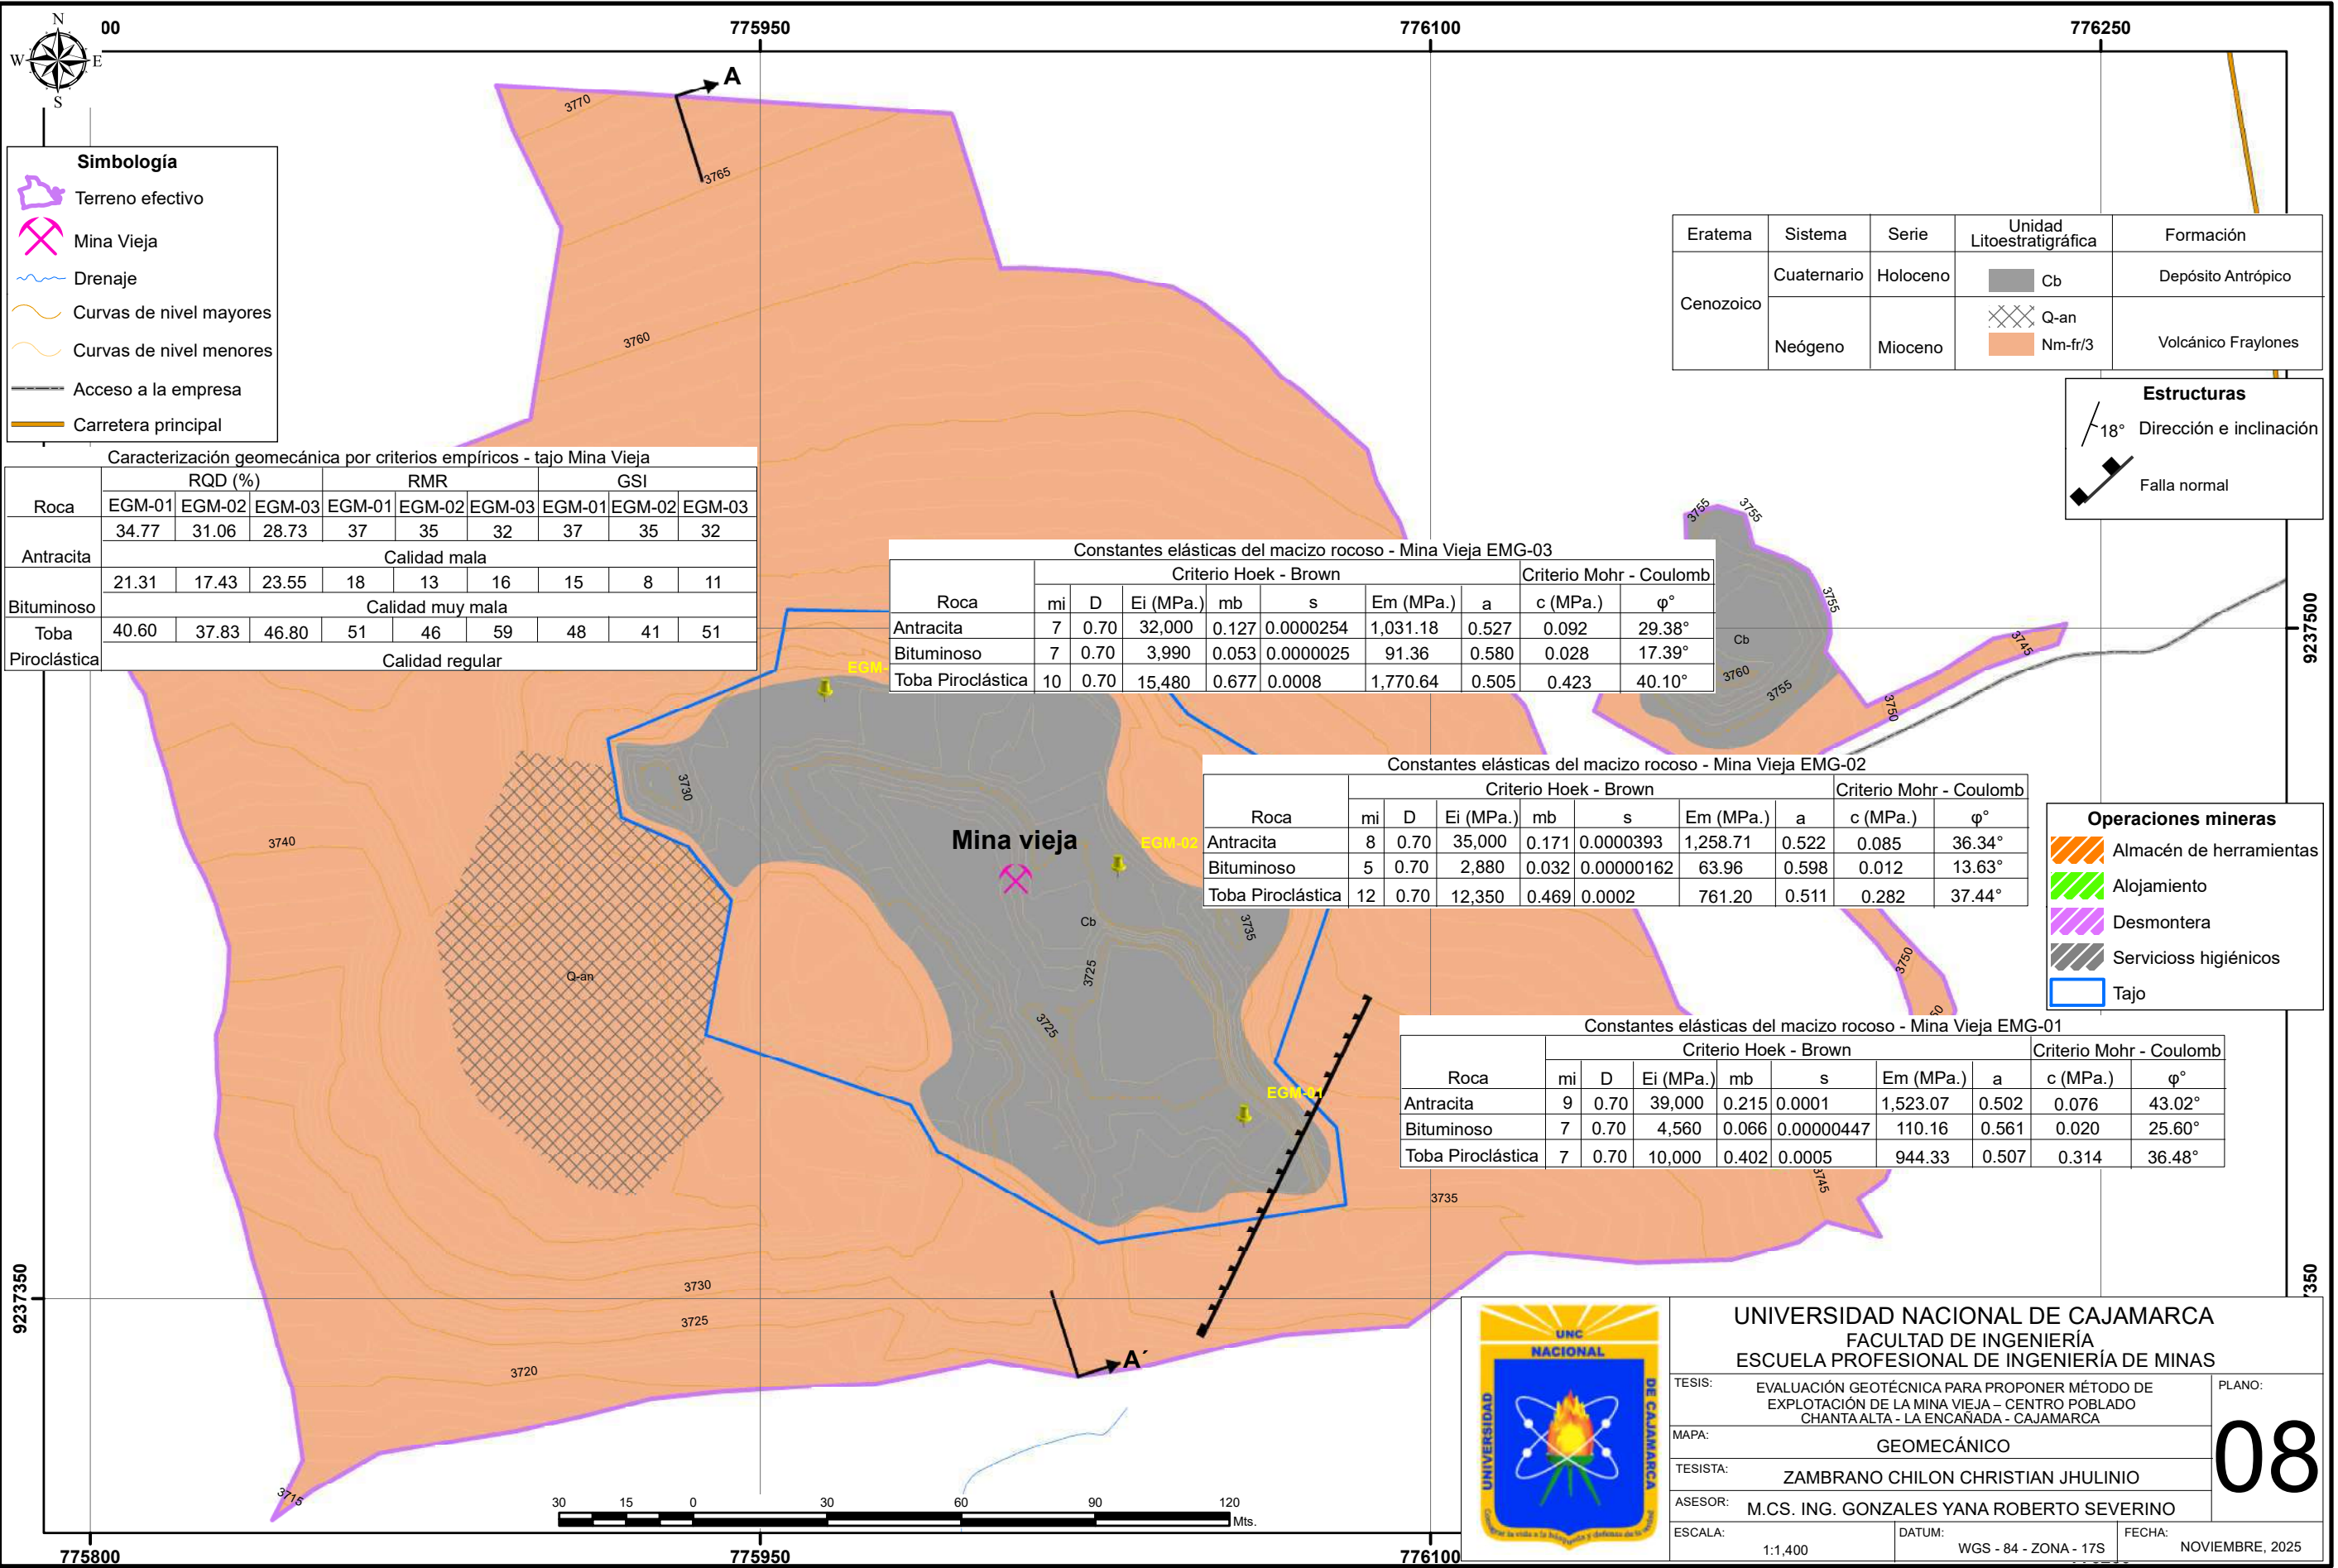 N
W E
S
00 775950 776100 776250
A
A´
Simbología
Terreno efectivo
Mina Vieja
Drenaje
Curvas de nivel mayores
Curvas de nivel menores
Acceso a la empresa
Carretera principal
Eratema Sistema Serie Unidad Litoestratigráfica Formación
Cenozoico
Cuaternario Holoceno Cb Depósito Antrópico
Q-an
Neógeno Mioceno Nm-fr/3 Volcánico Fraylones
Estructuras
18° Dirección e inclinación
Falla normal
Caracterización geomecánica por criterios empíricos - tajo Mina Vieja
Roca RQD (%) RMR GSI
EGM-01 EGM-02 EGM-03 EGM-01 EGM-02 EGM-03 EGM-01 EGM-02 EGM-03
Antracita 34.77 31.06 28.73 37 35 32 37 35 32
Calidad mala
Bituminoso 21.31 17.43 23.55 18 13 16 15 8 11
Calidad muy mala
Toba Piroclástica 40.60 37.83 46.80 51 46 59 48 41 51
Calidad regular
Constantes elásticas del macizo rocoso - Mina Vieja EMG-03
Criterio Hoek - Brown Criterio Mohr - Coulomb
Roca mi D Ei (MPa.) mb s Em (MPa.) a c (MPa.) φ°
Antracita 7 0.70 32,000 0.127 0.0000254 1,031.18 0.527 0.092 29.38°
Bituminoso 7 0.70 3,990 0.053 0.0000025 91.36 0.580 0.028 17.39°
Toba Piroclástica 10 0.70 15,480 0.677 0.0008 1,770.64 0.505 0.423 40.10°
Constantes elásticas del macizo rocoso - Mina Vieja EMG-02
Criterio Hoek - Brown Criterio Mohr - Coulomb
Roca mi D Ei (MPa.) mb s Em (MPa.) a c (MPa.) φ°
Antracita 8 0.70 35,000 0.171 0.0000393 1,258.71 0.522 0.085 36.34°
Bituminoso 5 0.70 2,880 0.032 0.00000162 63.96 0.598 0.012 13.63°
Toba Piroclástica 12 0.70 12,350 0.469 0.0002 761.20 0.511 0.282 37.44°
Operaciones mineras
Almacén de herramientas
Alojamiento
Desmontera
Servicioss higiénicos
Tajo
Constantes elásticas del macizo rocoso - Mina Vieja EMG-01
Criterio Hoek - Brown Criterio Mohr - Coulomb
Roca mi D Ei (MPa.) mb s Em (MPa.) a c (MPa.) φ°
Antracita 9 0.70 39,000 0.215 0.0001 1,523.07 0.502 0.076 43.02°
Bituminoso 7 0.70 4,560 0.066 0.00000447 110.16 0.561 0.020 25.60°
Toba Piroclástica 7 0.70 10,000 0.402 0.0005 944.33 0.507 0.314 36.48°
3770
3765
3760
3755
3755
3755
Cb
3760
3755
3745
3750
9237500
EGM-
3730
3740
Mina vieja
EGM-02
Cb
3735
3725
3725
Q-an
3750
50
EGM-01
3745
3735
3730
3725
3720
3715
9237350
350
30 15 0 30 60 90 120
Mts.
775800 775950 776100
UNC
NACIONAL
UNIVERSIDAD
DE CAJAMARCA
UNIVERSIDAD NACIONAL DE CAJAMARCA
FACULTAD DE INGENIERÍA
ESCUELA PROFESIONAL DE INGENIERÍA DE MINAS
TESIS: EVALUACIÓN GEOTÉCNICA PARA PROPONER MÉTODO DE
EXPLOTACIÓN DE LA MINA VIEJA – CENTRO POBLADO
CHANTA ALTA - LA ENCAÑADA - CAJAMARCA
PLANO:
08
MAPA: GEOMECÁNICO
TESISTA: ZAMBRANO CHILON CHRISTIAN JHULINIO
ASESOR: M.CS. ING. GONZALES YANA ROBERTO SEVERINO
ESCALA: 1:1,400
DATUM: WGS - 84 - ZONA - 17S
FECHA: NOVIEMBRE, 2025